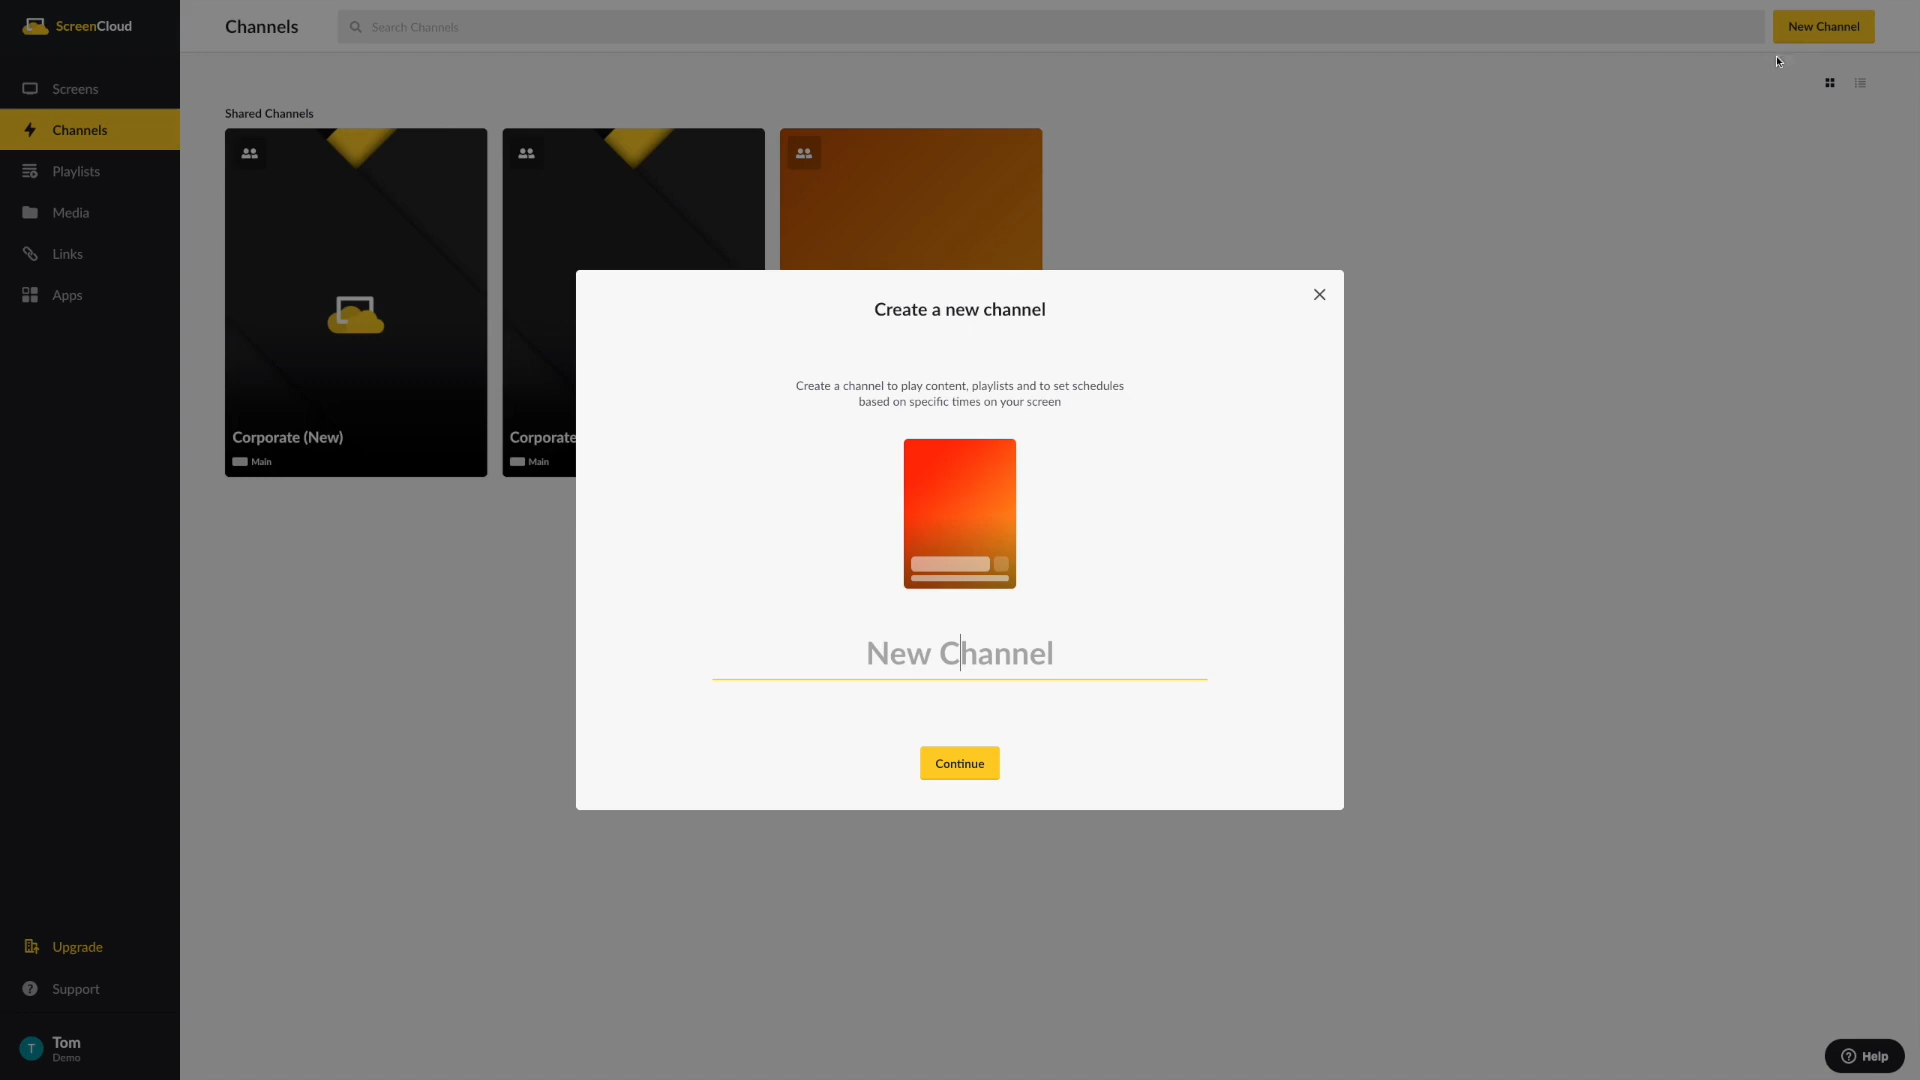 ScreenCloud
Channels
Search Channels
New Channel
Screens
Channels
Playlists
Media
Links
Apps
Shared Channels
Corporate (New)
Main
Corporate
Main
Create a new channel
Create a channel to play content, playlists and to set schedules
based on specific times on your screen
New Channel
Continue
Upgrade
Support
T
Tom
Demo
Help